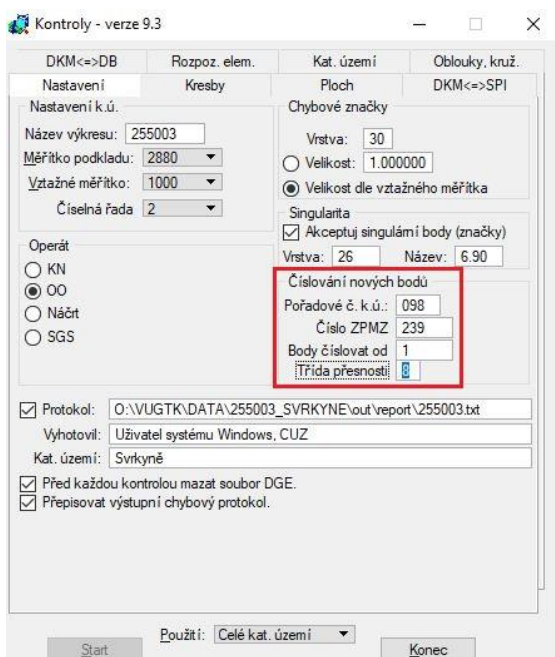 Kontroly - verze 9.3
DKM<=>DB Rozpoz. elem. Kat. území Oblouky, kruž.
Nastavení Kresby Ploch DKM<=>SPI
Nastavení k.ú.
Název výkresu: 255003
Měřítko podkladu: 2880
Vztažné měřítko: 1000
Číselná řada 2
Operát
KN
OO
Náčrt
SGS
Chybové značky
Vrstva: 30
Velikost: 1.000000
Velikost dle vztažného měřítka
Singularita
Akceptuj singulární body (značky)
Vrstva: 26 Název: 6.90
Číslování nových bodů
Pořadové č. k.ú.: 098
Číslo ZPMZ 239
Body číslovat od 1
Třída přesnosti 8
Protokol: O:\VUGTK\DATA\255003_SVRKYNE\out\report\255003.txt
Vyhotovil: Uživatel systému Windows, CUZ
Kat. území: Svrkyně
Před každou kontrolou mazat soubor DGE.
Přepisovat výstupní chybový protokol.
Start Použití: Celé kat. území Konec